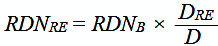 RDN_RE = RDN_B × D_RE / D